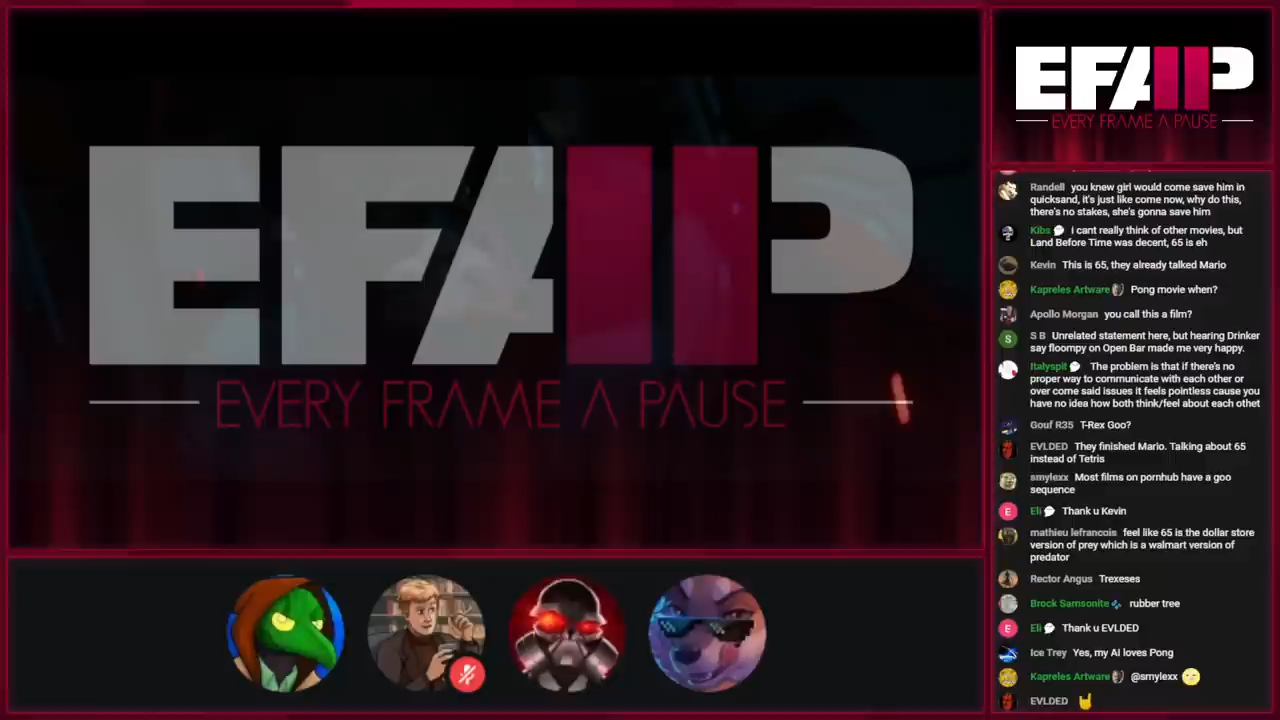 EFAIIP
EVERY FRAME A PAUSE
EFAIIP
EVERY FRAME A PAUSE
Randell you knew girl would come save him in
quicksand, it's just like come now, why do this,
there's no stakes, she's gonna save him
Kibs i cant really think of other movies, but
Land Before Time was decent, 65 is eh
Kevin This is 65, they already talked Mario
Kapreles Artware Pong movie when?
Apollo Morgan you call this a film?
S
S B Unrelated statement here, but hearing Drinker
say floompy on Open Bar made me very happy.
Italyspit The problem is that if there's no
proper way to communicate with each other or
over come said issues it feels pointless cause you
have no idea how both think/feel about each othet
Gouf R35 T-Rex Goo?
EVLDED They finished Mario. Talking about 65
instead of Tetris
smylexx Most films on pornhub have a goo
sequence
E
Eli Thank u Kevin
mathieu lefrancois feel like 65 is the dollar store
version of prey which is a walmart version of
predator
Rector Angus Trexeses
Brock Samsonite rubber tree
E
Eli Thank u EVLDED
Ice Trey Yes, my AI loves Pong
Kapreles Artware @smylexx
EVLDED